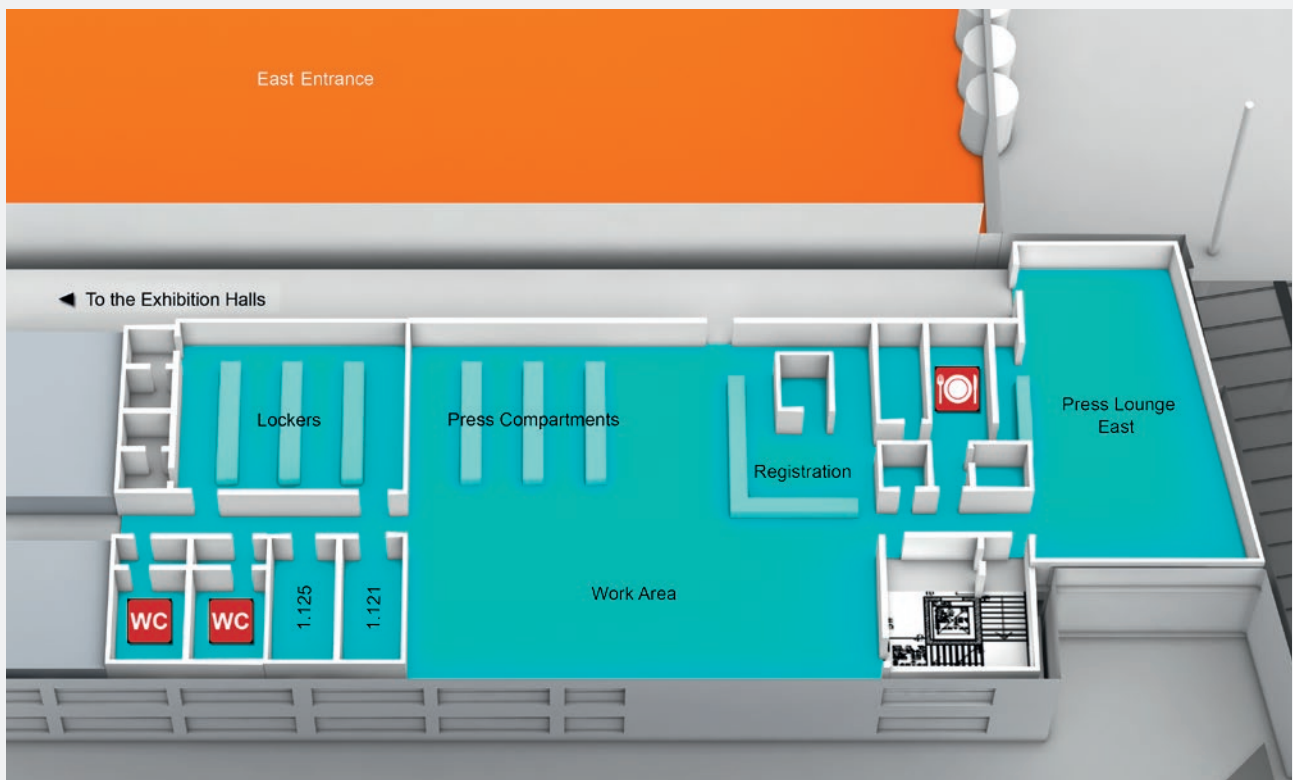 East Entrance
◄ To the Exhibition Halls
Lockers
Press Compartments
Registration
Press Lounge
East
Work Area
1.125
1.121
WC
WC